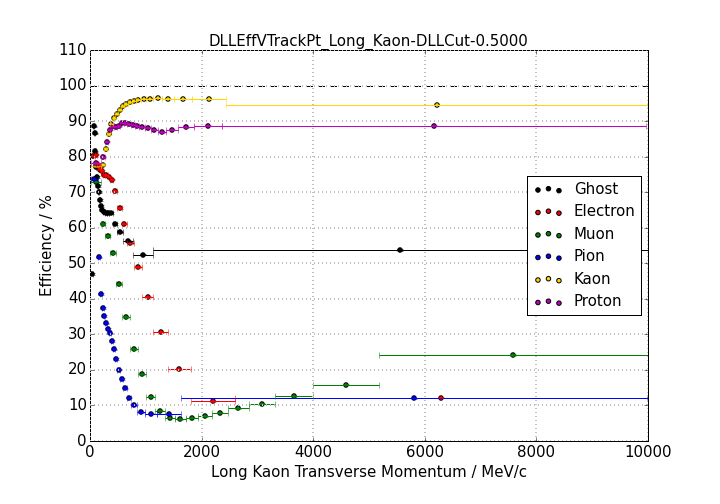 DLLEffVTrackPt_Long_Kaon-DLLCut-0.5000
110
100
90
80
70
60
50
40
30
20
10
0
Efficiency / %
Ghost
Electron
Muon
Pion
Kaon
Proton
0 2000 4000 6000 8000 10000
Long Kaon Transverse Momentum / MeV/c